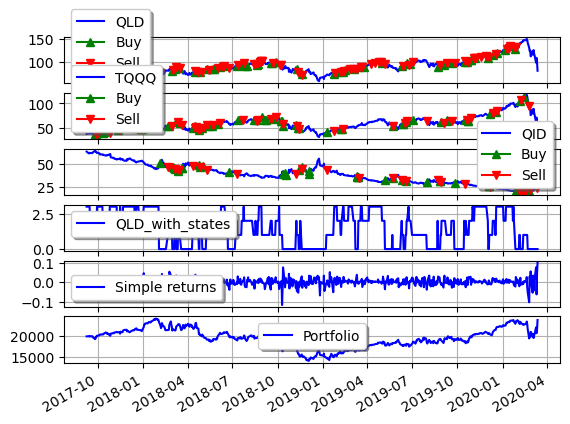 QLD
Buy
Sell
150
100
TQQQ
Buy
Sell
100
50
QID
Buy
Sell
50
25
QLD_with_states
2.5
0.0
Simple returns
0.1
0.0
−0.1
Portfolio
20000
15000
2017-10
2018-01
2018-04
2018-07
2018-10
2019-01
2019-04
2019-07
2019-10
2020-01
2020-04